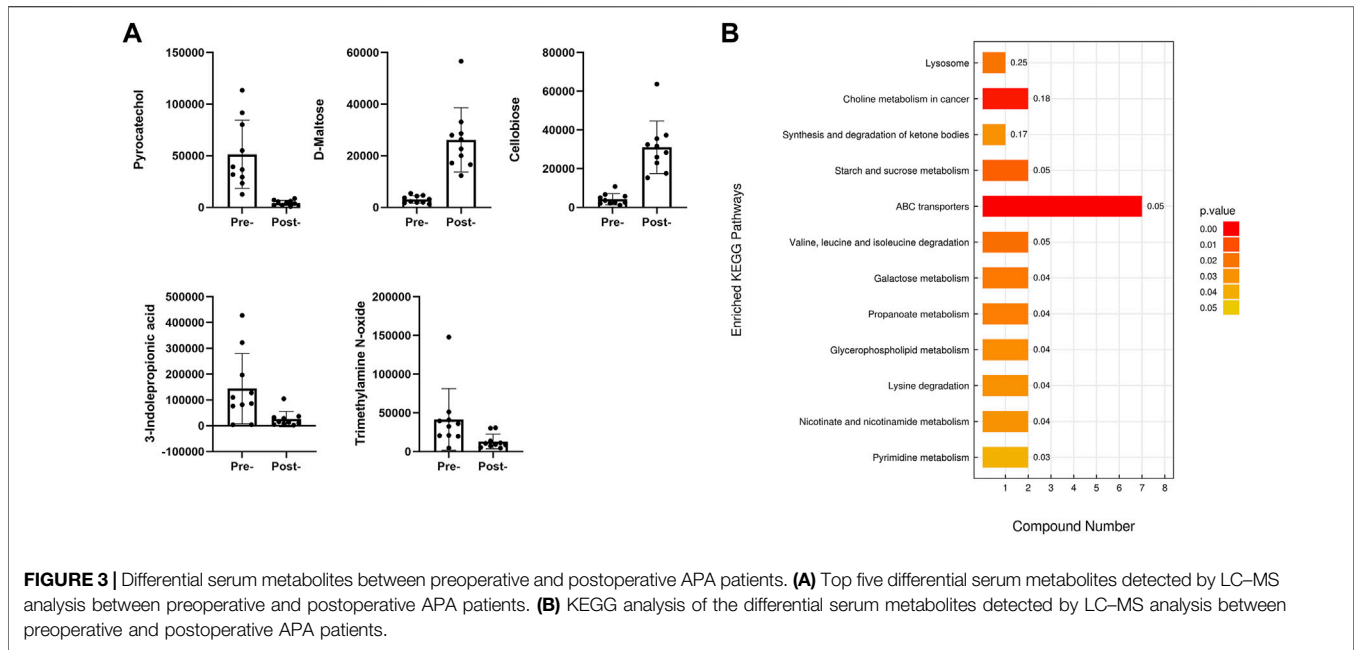 A
Pyrocatechol
150000
100000
50000
0
Pre-
Post-
D-Maltose
60000
40000
20000
0
Pre-
Post-
Cellobiose
80000
60000
40000
20000
0
Pre-
Post-
3-Indolepropionic acid
500000
400000
300000
200000
100000
0
-100000
Pre-
Post-
Trimethylamine N-oxide
200000
150000
100000
50000
0
Pre-
Post-
B
Enriched KEGG Pathways
Lysosome
0.25
Choline metabolism in cancer
0.18
Synthesis and degradation of ketone bodies
0.17
Starch and sucrose metabolism
0.05
ABC transporters
0.05
Valine, leucine and isoleucine degradation
0.05
Galactose metabolism
0.04
Propanoate metabolism
0.04
Glycerophospholipid metabolism
0.04
Lysine degradation
0.04
Nicotinate and nicotinamide metabolism
0.04
Pyrimidine metabolism
0.03
1 2 3 4 5 6 7 8
Compound Number
p.value
0.00
0.01
0.02
0.03
0.04
0.05
FIGURE 3 | Differential serum metabolites between preoperative and postoperative APA patients. (A) Top five differential serum metabolites detected by LC–MS
analysis between preoperative and postoperative APA patients. (B) KEGG analysis of the differential serum metabolites detected by LC–MS analysis between
preoperative and postoperative APA patients.